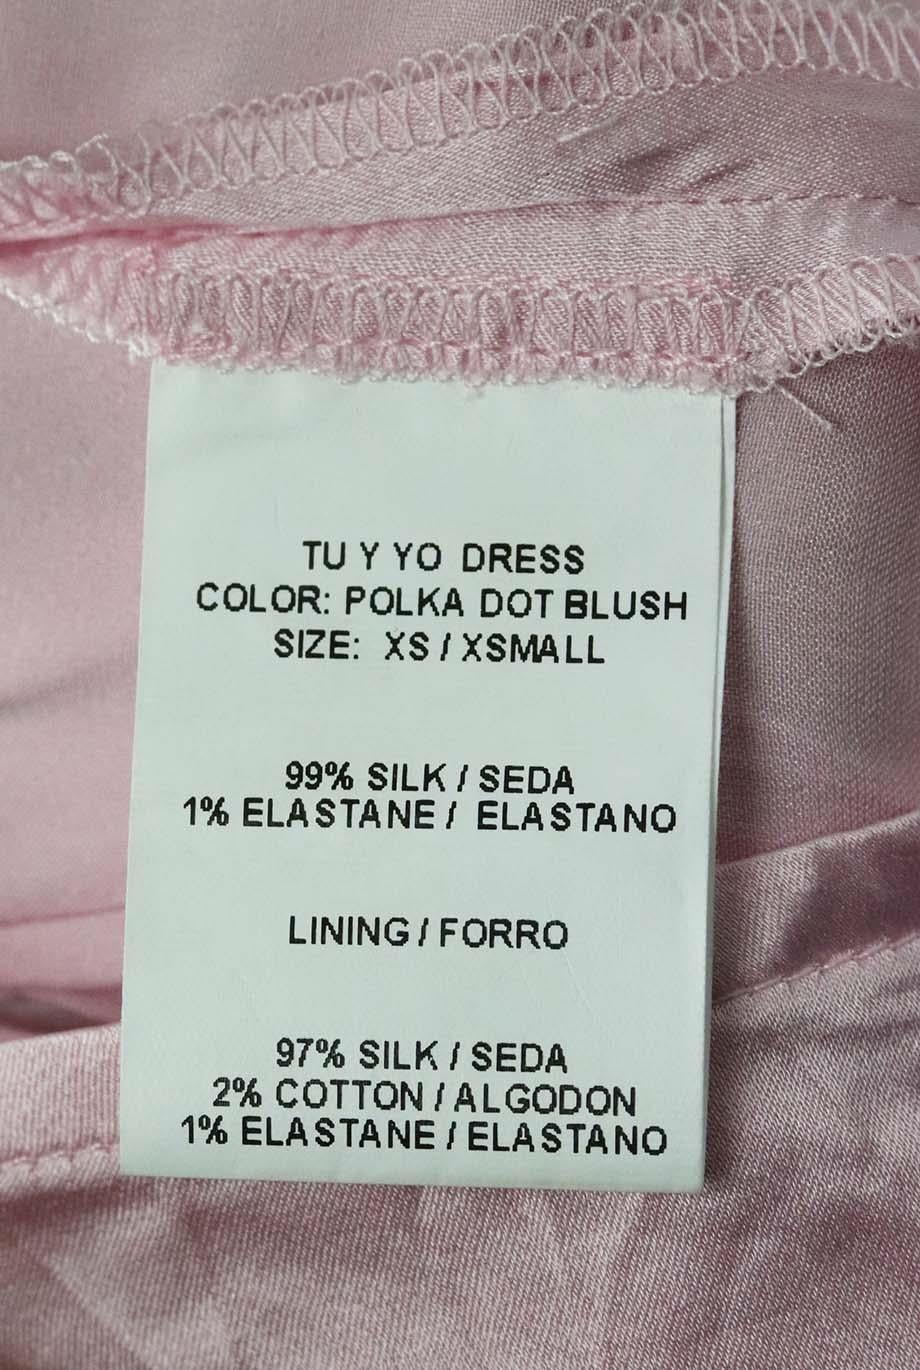 TU Y YO DRESS
COLOR: POLKA DOT BLUSH
SIZE: XS / XSMALL
99% SILK / SEDA
1% ELASTANE / ELASTANO
LINING / FORRO
97% SILK / SEDA
2% COTTON / ALGODON
1% ELASTANE / ELASTANO